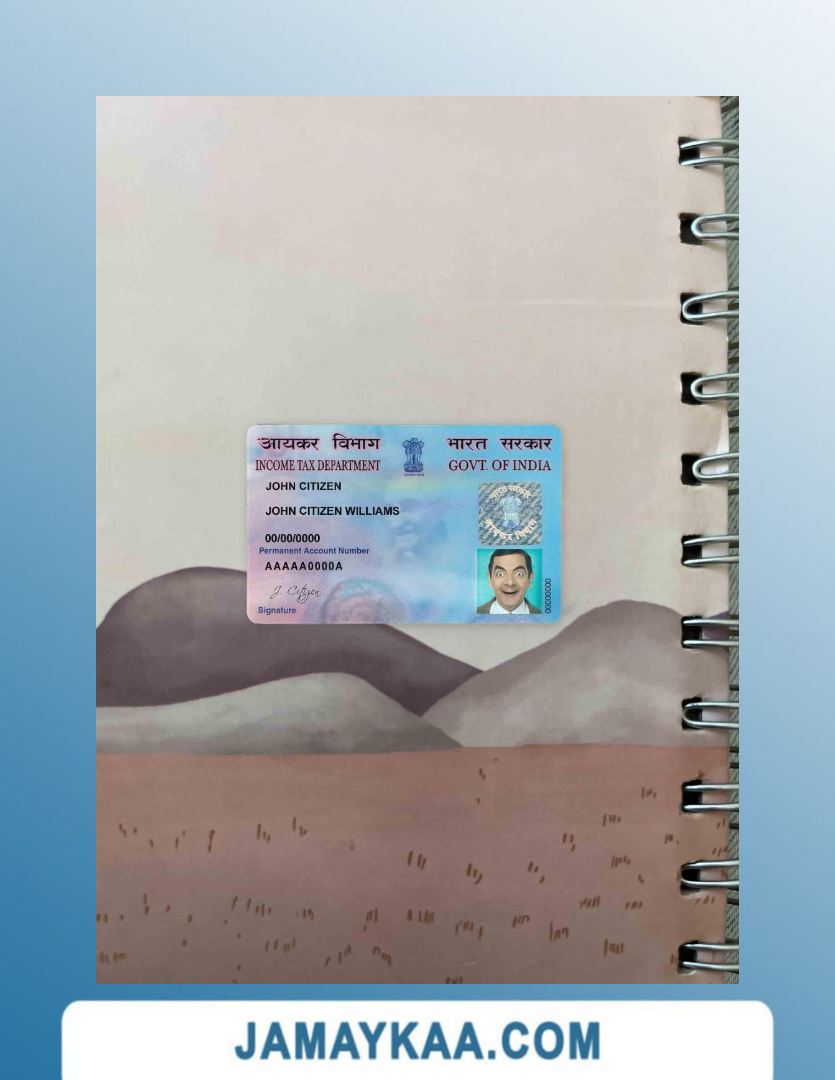 आयकर विभाग भारत सरकार
INCOME TAX DEPARTMENT GOVT. OF INDIA
JOHN CITIZEN
JOHN CITIZEN WILLIAMS
00/00/0000
Permanent Account Number
AAAAA0000A
J. Citizen
Signature
00000000
JAMAYKAA.COM